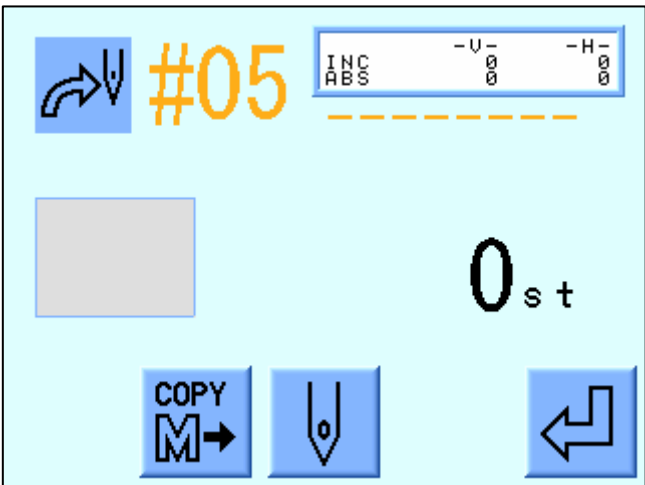 #05
-V- -H-
INC 0 0
ABS 0 0
--------
0st
COPY
M→